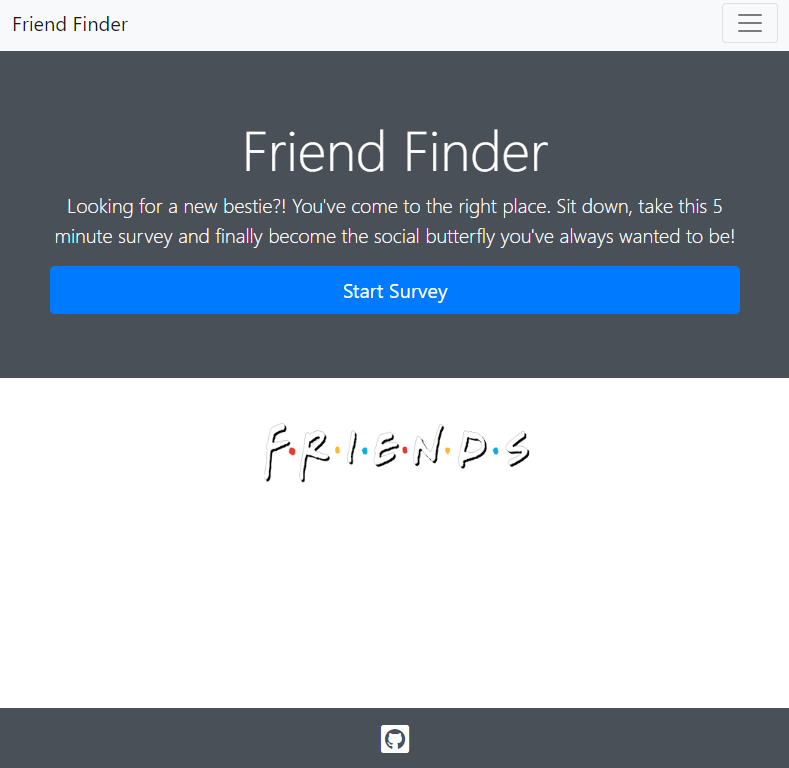 Friend Finder
Friend Finder
Looking for a new bestie?! You've come to the right place. Sit down, take this 5
minute survey and finally become the social butterfly you've always wanted to be!
Start Survey
F•R•I•E•N•D•S